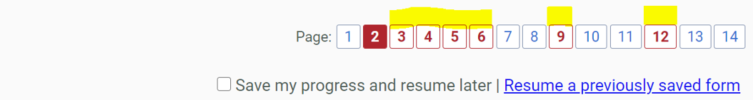 Page: 1 2 3 4 5 6 7 8 9 10 11 12 13 14
Save my progress and resume later | Resume a previously saved form